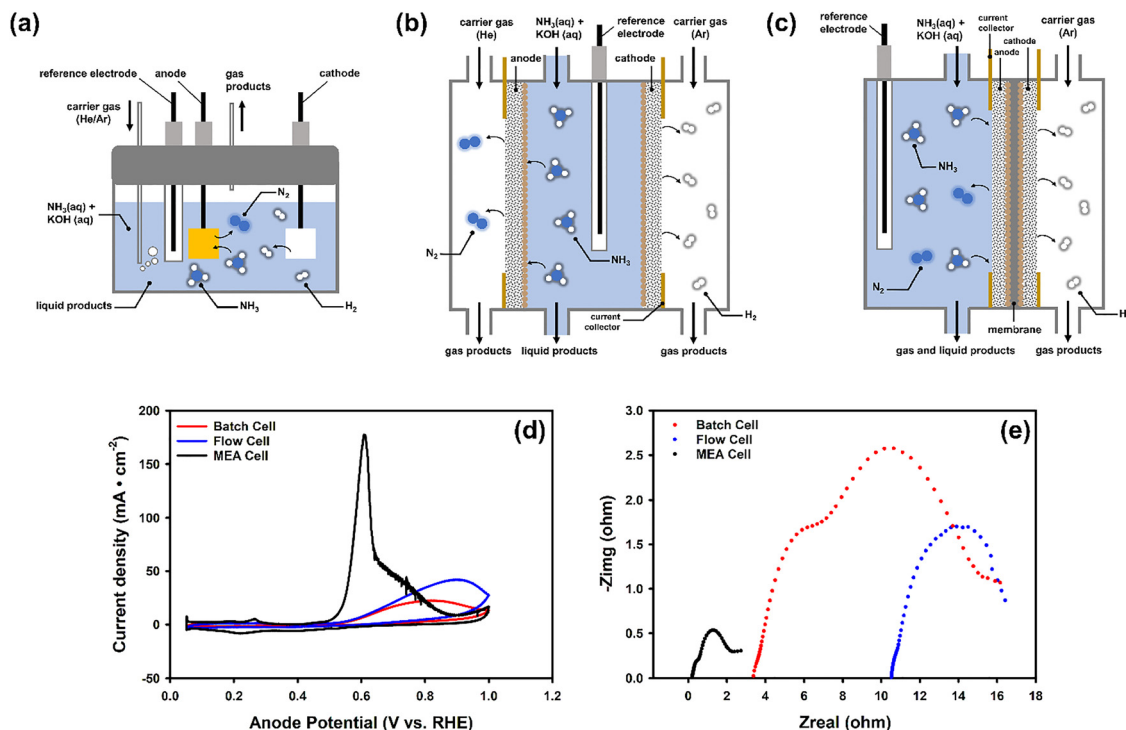 (a)
reference electrode
anode
gas
products
cathode
carrier gas
(He/Ar)
N2
NH3(aq) +
KOH (aq)
liquid products
NH3
H2
(b)
carrier gas
(He)
NH3(aq) +
KOH (aq)
reference
electrode
carrier gas
(Ar)
anode
cathode
N2
NH3
current
collector
H2
gas products
liquid products
gas products
(c)
reference
electrode
NH3(aq) +
KOH (aq)
current
collector
cathode
anode
carrier gas
(Ar)
NH3
N2
membrane
H
gas and liquid products
gas products
(d)
Batch Cell
Flow Cell
MEA Cell
200
150
100
50
0
-50
Current density (mA • cm-2)
0.0
0.2
0.4
0.6
0.8
1.0
Anode Potential (V vs. RHE)
(e)
Batch Cell
Flow Cell
MEA Cell
3.0
2.5
2.0
1.5
1.0
0.5
0.0
-Zimg (ohm)
-2
0
2
4
6
8
10
12
14
16
18
Zreal (ohm)